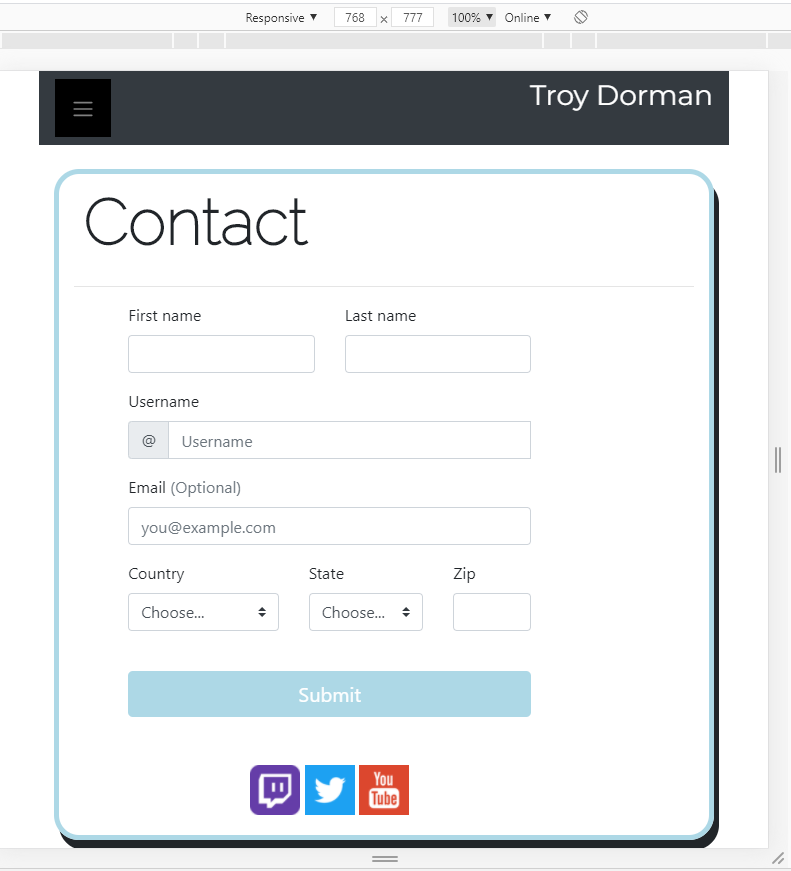 Responsive ▼ 768 × 777 100% ▼ Online ▼
Troy Dorman
Contact
First name Last name
Username
@ Username
Email (Optional)
you@example.com
Country State Zip
Choose... Choose...
Submit
You
Tube